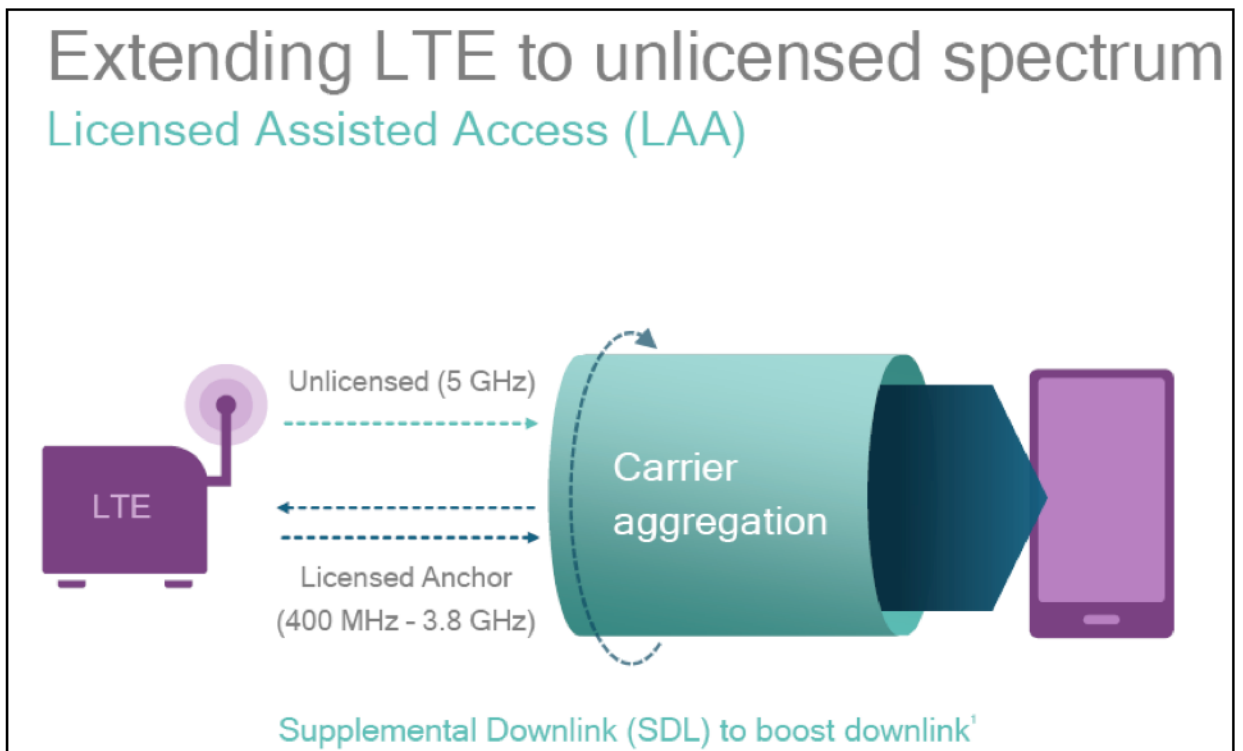 Extending LTE to unlicensed spectrum
Licensed Assisted Access (LAA)
Unlicensed (5 GHz)
LTE
Carrier
aggregation
Licensed Anchor
(400 MHz - 3.8 GHz)
Supplemental Downlink (SDL) to boost downlink¹